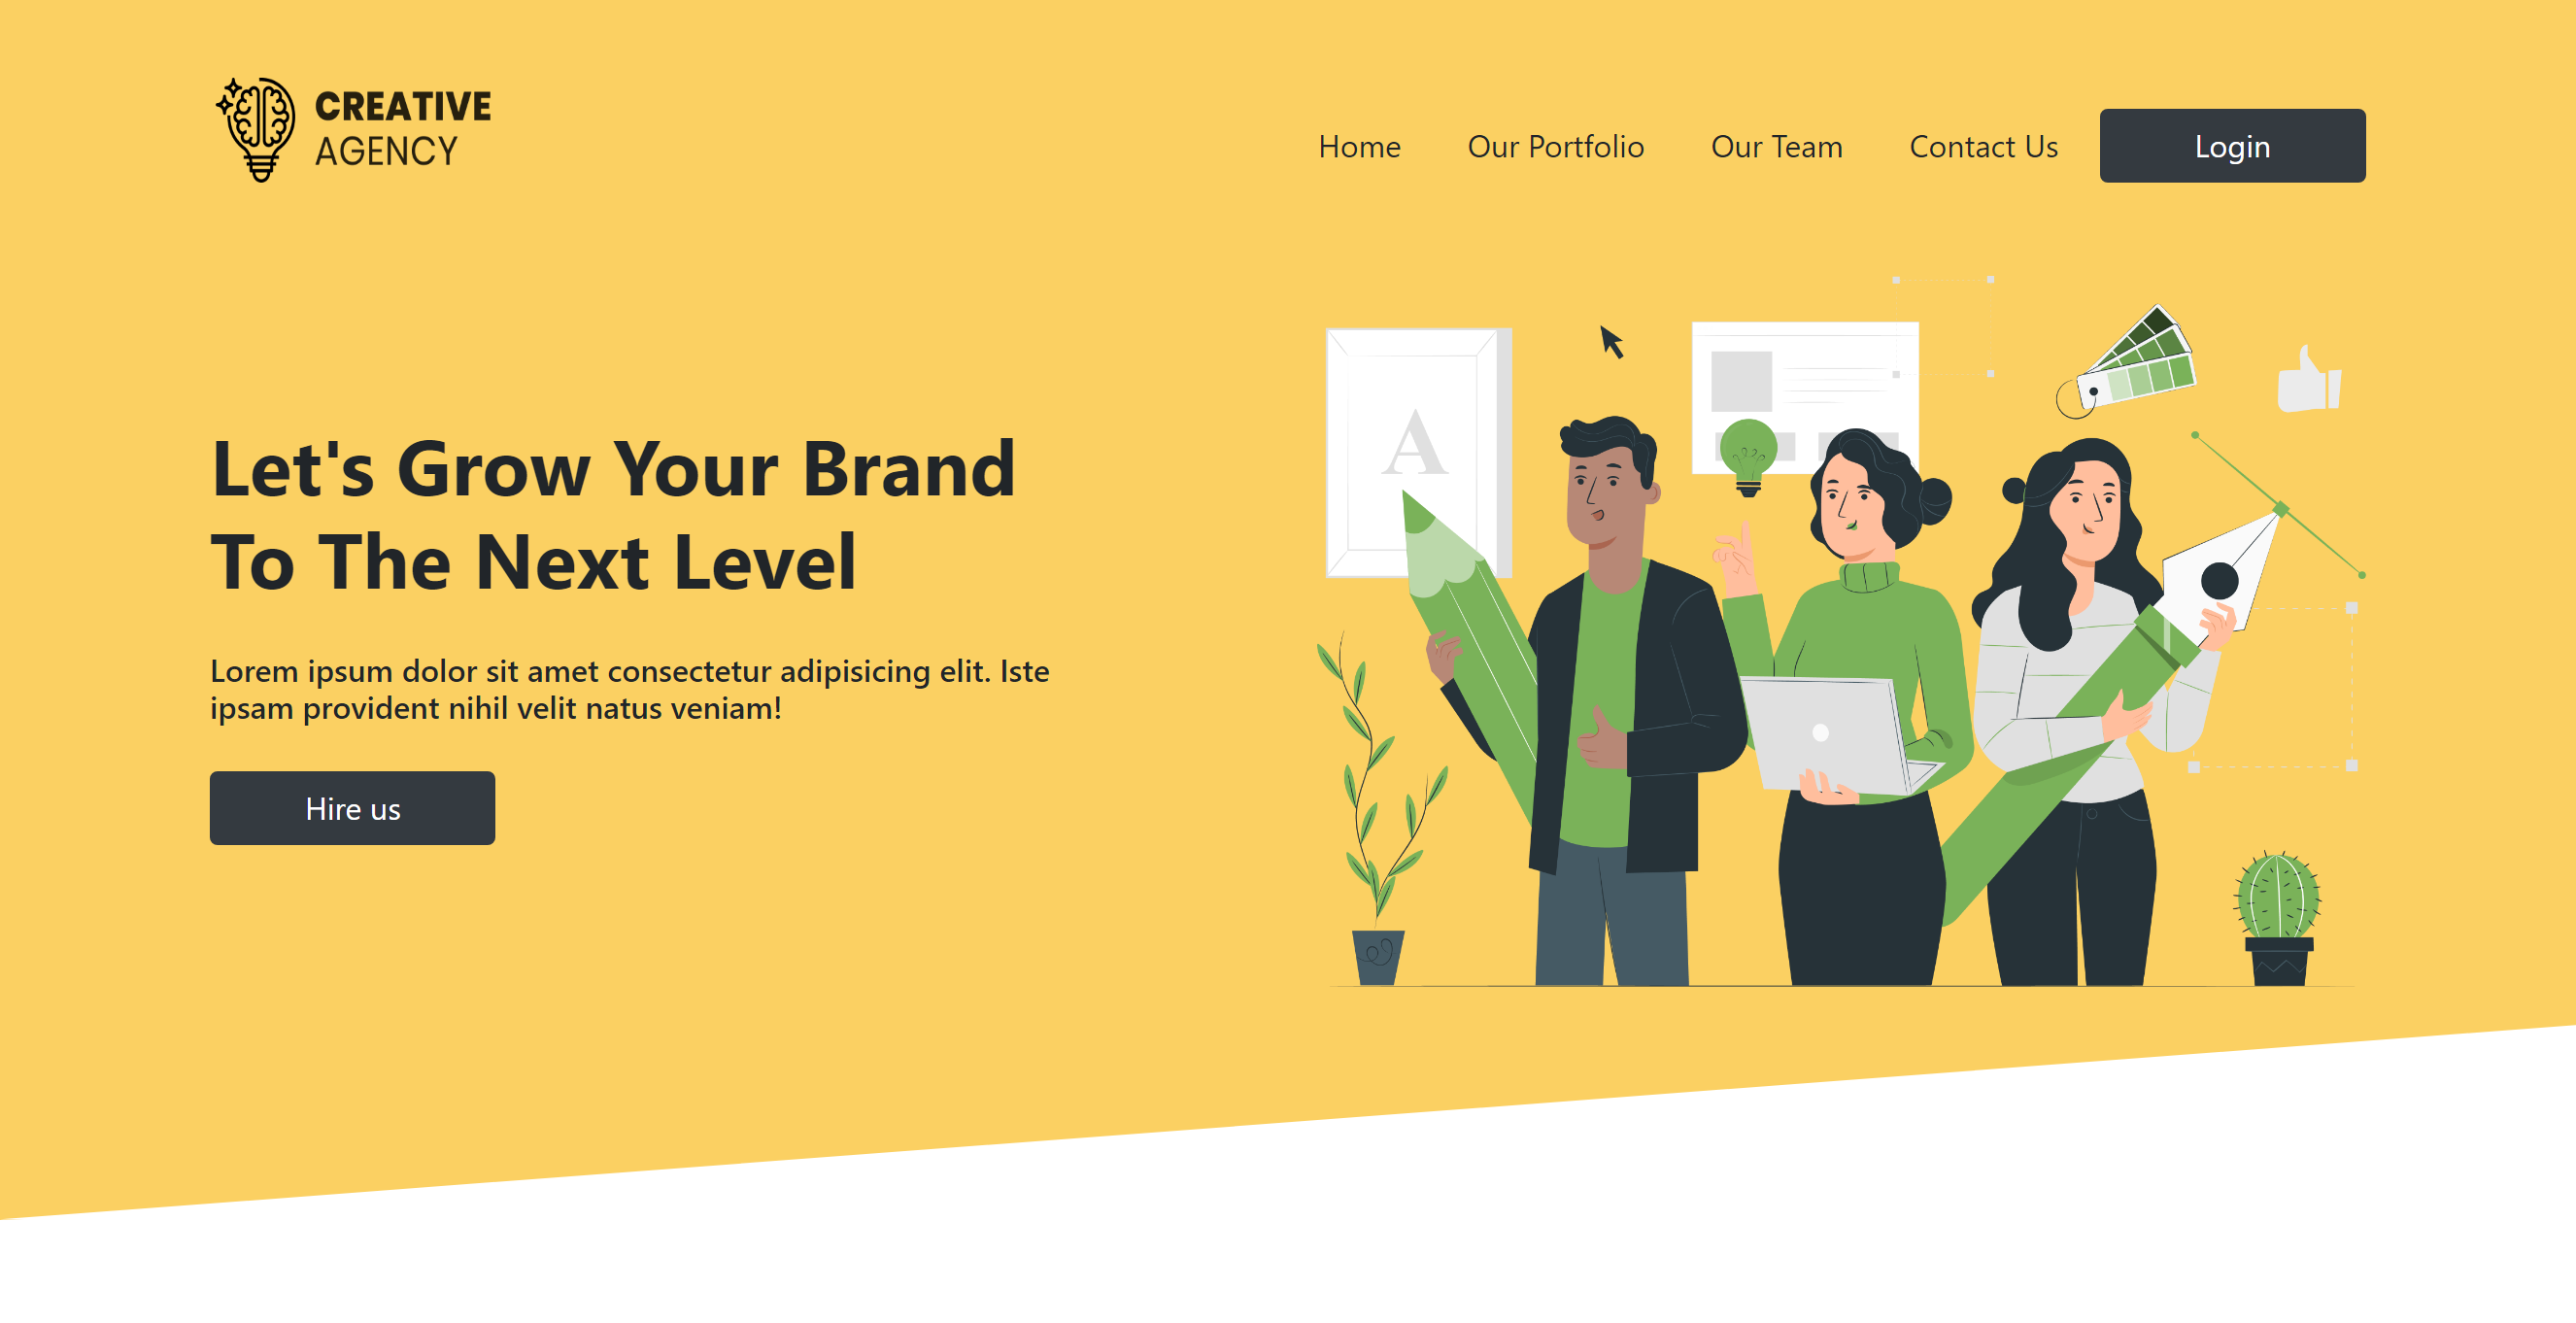 CREATIVE
AGENCY
Home
Our Portfolio
Our Team
Contact Us
Login
Let's Grow Your Brand
To The Next Level
Lorem ipsum dolor sit amet consectetur adipisicing elit. Iste
ipsam provident nihil velit natus veniam!
Hire us
A